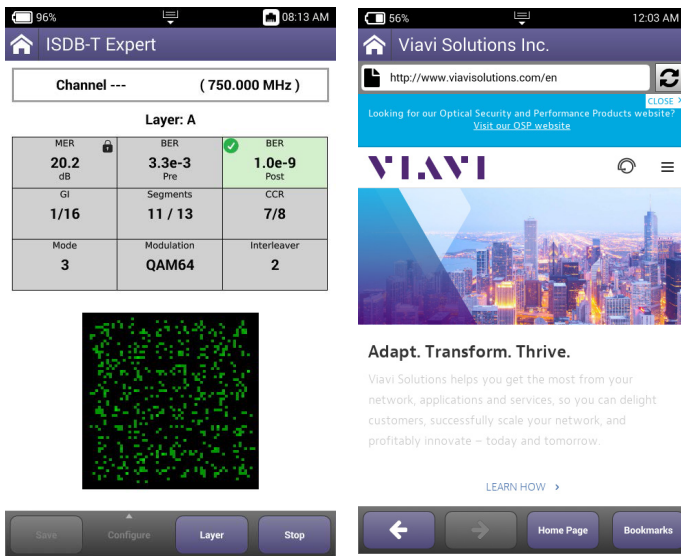 96%
08:13 AM
ISDB-T Expert
Channel --- ( 750.000 MHz )
Layer: A
MER BER BER
20.2 3.3e-3 1.0e-9
dB Pre Post
GI Segments CCR
1/16 11 / 13 7/8
Mode Modulation Interleaver
3 QAM64 2
Save Configure Layer Stop
56%
12:03 AM
Viavi Solutions Inc.
http://www.viavisolutions.com/en
CLOSE
Looking for our Optical Security and Performance Products website?
Visit our OSP website
VIAVI
Adapt. Transform. Thrive.
Viavi Solutions helps you get the most from your
network, applications and services, so you can delight
customers, successfully scale your network, and
profitably innovate – today and tomorrow.
LEARN HOW >
Home Page Bookmarks